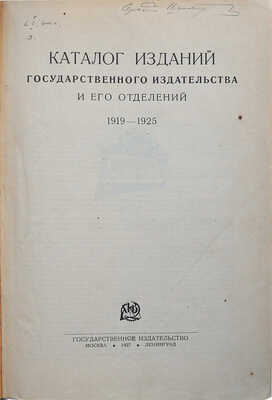 КАТАЛОГ ИЗДАНИЙ
ГОСУДАРСТВЕННОГО ИЗДАТЕЛЬСТВА
И ЕГО ОТДЕЛЕНИЙ
1919—1925
ГОСУДАРСТВЕННОЕ ИЗДАТЕЛЬСТВО
МОСКВА • 1927 • ЛЕНИНГРАД